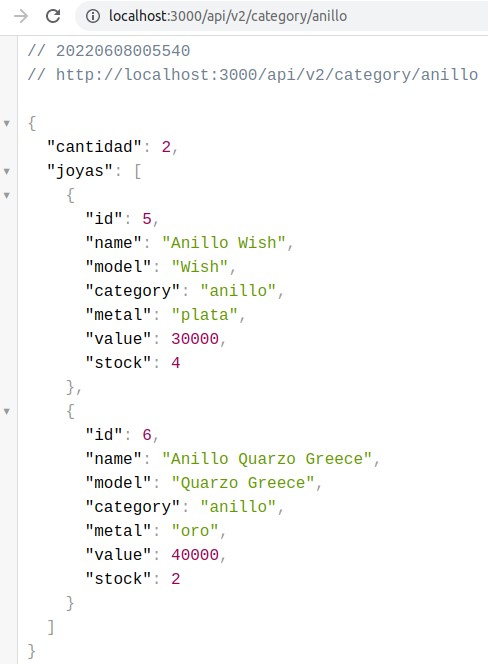 localhost:3000/api/v2/category/anillo
// 20220608005540
// http://localhost:3000/api/v2/category/anillo
{
"cantidad": 2,
"joyas": [
{
"id": 5,
"name": "Anillo Wish",
"model": "Wish",
"category": "anillo",
"metal": "plata",
"value": 30000,
"stock": 4
},
{
"id": 6,
"name": "Anillo Quarzo Greece",
"model": "Quarzo Greece",
"category": "anillo",
"metal": "oro",
"value": 40000,
"stock": 2
}
]
}